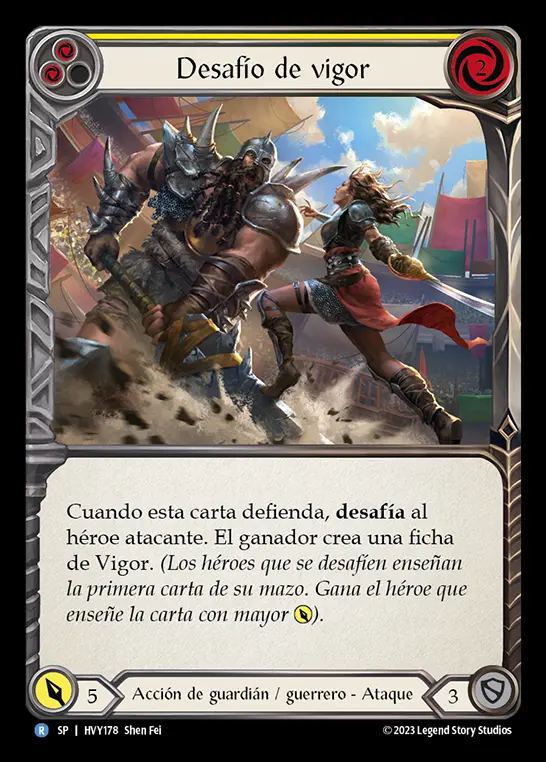 Desafío de vigor
2
Cuando esta carta defienda, desafía al
héroe atacante. El ganador crea una ficha
de Vigor. (Los héroes que se desafíen enseñan
la primera carta de su mazo. Gana el héroe que
enseñe la carta con mayor ).
5
Acción de guardián / guerrero - Ataque
3
R SP | HVY178 Shen Fei
© 2023 Legend Story Studios